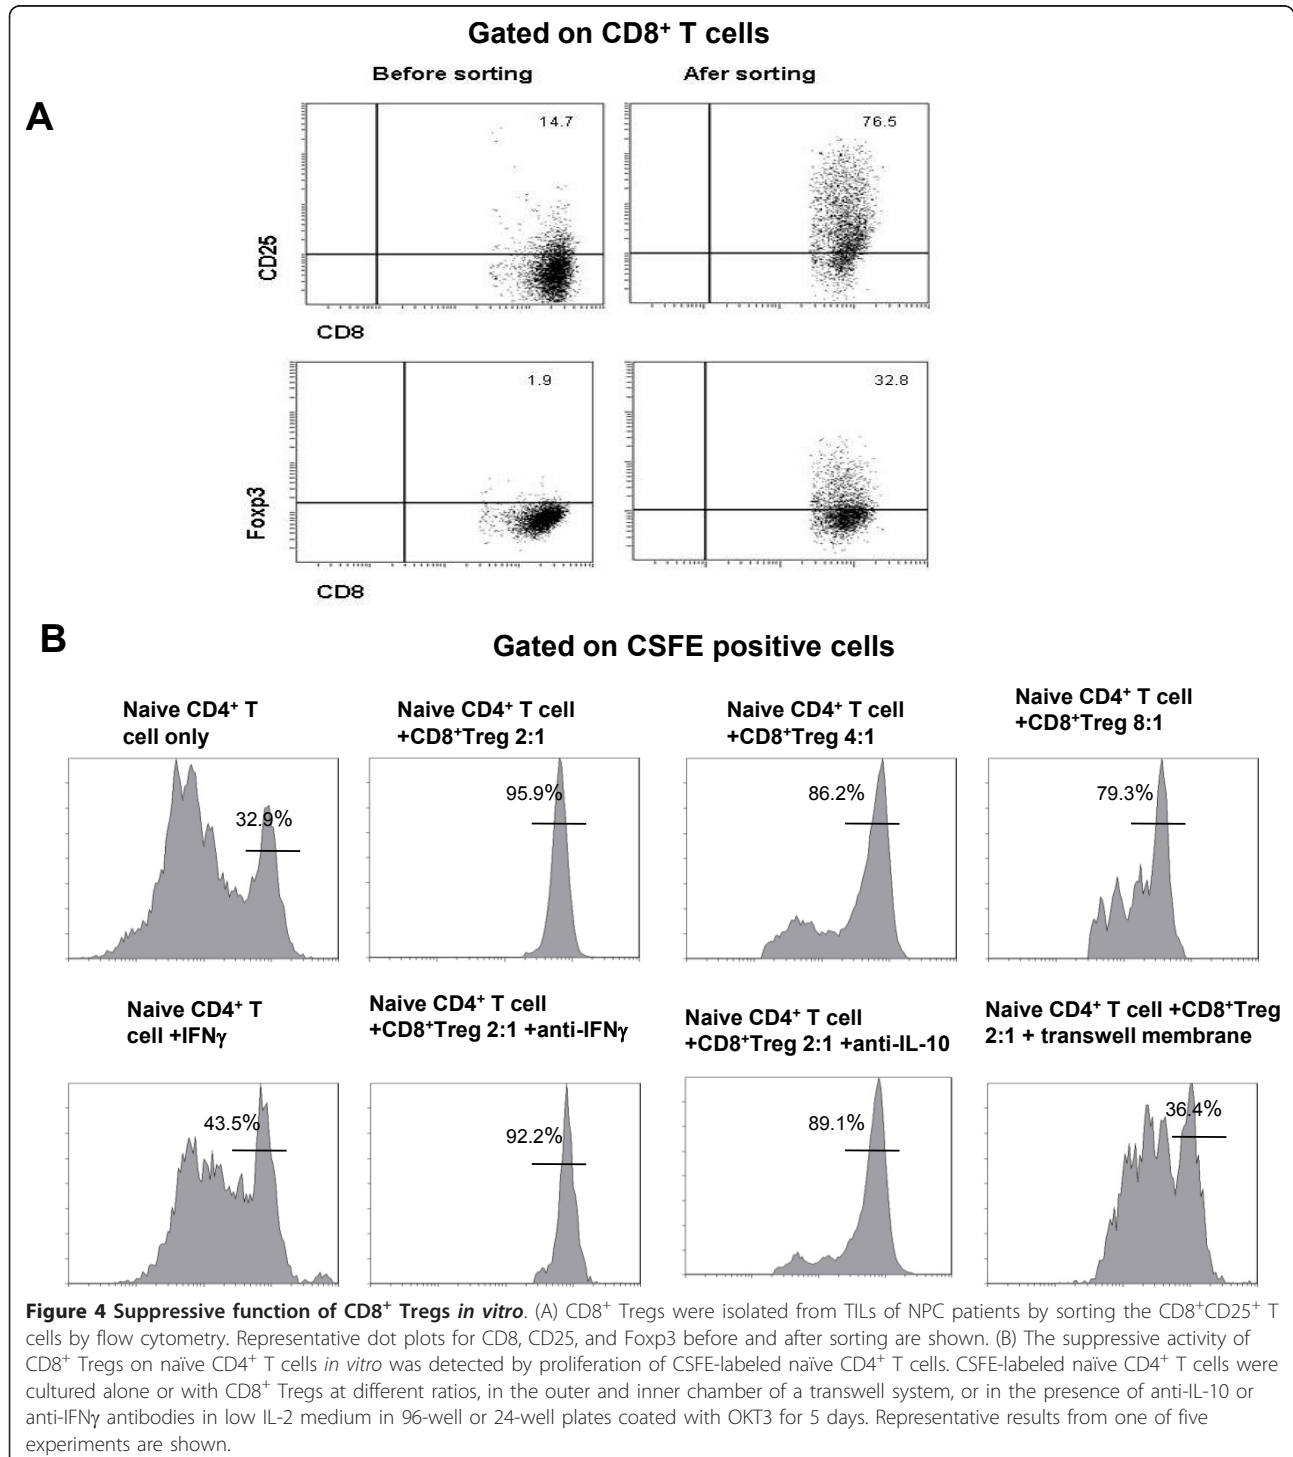 Gated on CD8⁺ T cells
Before sorting
Afer sorting
A
14.7
76.5
CD25
CD8
1.9
32.8
Foxp3
CD8
B
Gated on CSFE positive cells
Naive CD4⁺ T
cell only
Naive CD4⁺ T cell
+CD8⁺Treg 2:1
Naive CD4⁺ T cell
+CD8⁺Treg 4:1
Naive CD4⁺ T cell
+CD8⁺Treg 8:1
32.9%
95.9%
86.2%
79.3%
Naive CD4⁺ T
cell +IFNγ
Naive CD4⁺ T cell
+CD8⁺Treg 2:1 +anti-IFNγ
Naive CD4⁺ T cell
+CD8⁺Treg 2:1 +anti-IL-10
Naive CD4⁺ T cell +CD8⁺Treg
2:1 + transwell membrane
43.5%
92.2%
89.1%
36.4%
Figure 4 Suppressive function of CD8⁺ Tregs in vitro. (A) CD8⁺ Tregs were isolated from TILs of NPC patients by sorting the CD8⁺CD25⁺ T
cells by flow cytometry. Representative dot plots for CD8, CD25, and Foxp3 before and after sorting are shown. (B) The suppressive activity of
CD8⁺ Tregs on naïve CD4⁺ T cells in vitro was detected by proliferation of CSFE-labeled naïve CD4⁺ T cells. CSFE-labeled naïve CD4⁺ T cells were
cultured alone or with CD8⁺ Tregs at different ratios, in the outer and inner chamber of a transwell system, or in the presence of anti-IL-10 or
anti-IFNγ antibodies in low IL-2 medium in 96-well or 24-well plates coated with OKT3 for 5 days. Representative results from one of five
experiments are shown.